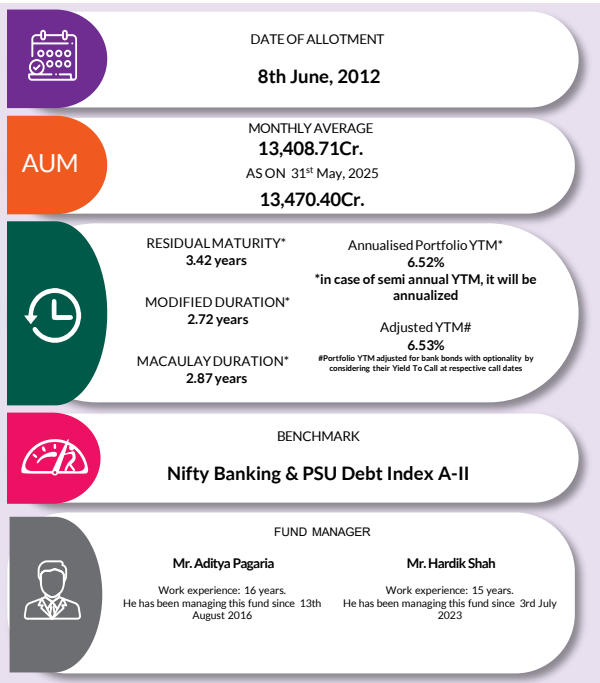 DATE OF ALLOTMENT
8th June, 2012
AUM
MONTHLY AVERAGE
13,408.71Cr.
AS ON 31st May, 2025
13,470.40Cr.
RESIDUAL MATURITY*
3.42 years
MODIFIED DURATION*
2.72 years
MACAULAY DURATION*
2.87 years
Annualised Portfolio YTM*
6.52%
*in case of semi annual YTM, it will be
annualized
Adjusted YTM#
6.53%
#Portfolio YTM adjusted for bank bonds with optionality by
considering their Yield To Call at respective call dates
BENCHMARK
Nifty Banking & PSU Debt Index A-II
FUND MANAGER
Mr. Aditya Pagaria
Work experience: 16 years.
He has been managing this fund since 13th
August 2016
Mr. Hardik Shah
Work experience: 15 years.
He has been managing this fund since 3rd July
2023